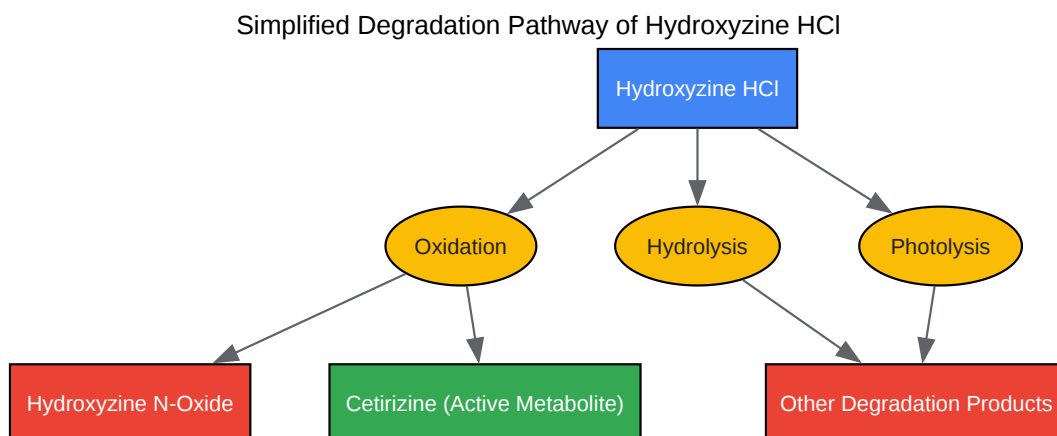 Simplified Degradation Pathway of Hydroxyzine HCl
Hydroxyzine HCl
Oxidation
Hydrolysis
Photolysis
Hydroxyzine N-Oxide
Cetirizine (Active Metabolite)
Other Degradation Products